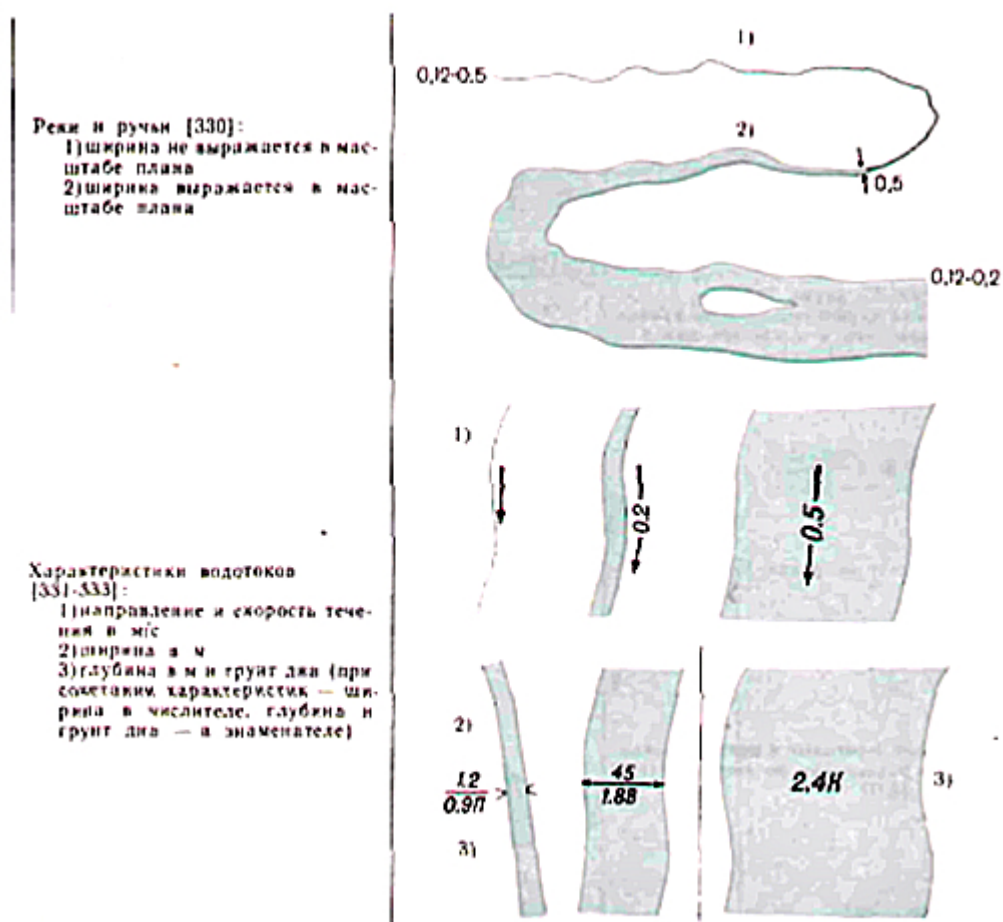 Реки и ручьи [330]:
1) ширина не выражается в мас-
штабе плана
2) ширина выражается в мас-
штабе плана
1)
0,12-0.5
2)
0,5
0,12-0,2
Характеристики водотоков
[331-333]:
1) направление и скорость тече-
ния в м/с
2) ширина в м
3) глубина в м и грунт дна (при
сочетании характеристик — ши-
рина в числителе, глубина и
грунт дна — в знаменателе)
1)
0.2
0.5
2)
12
0.9П
3)
45
1.8В
2.4К
3)